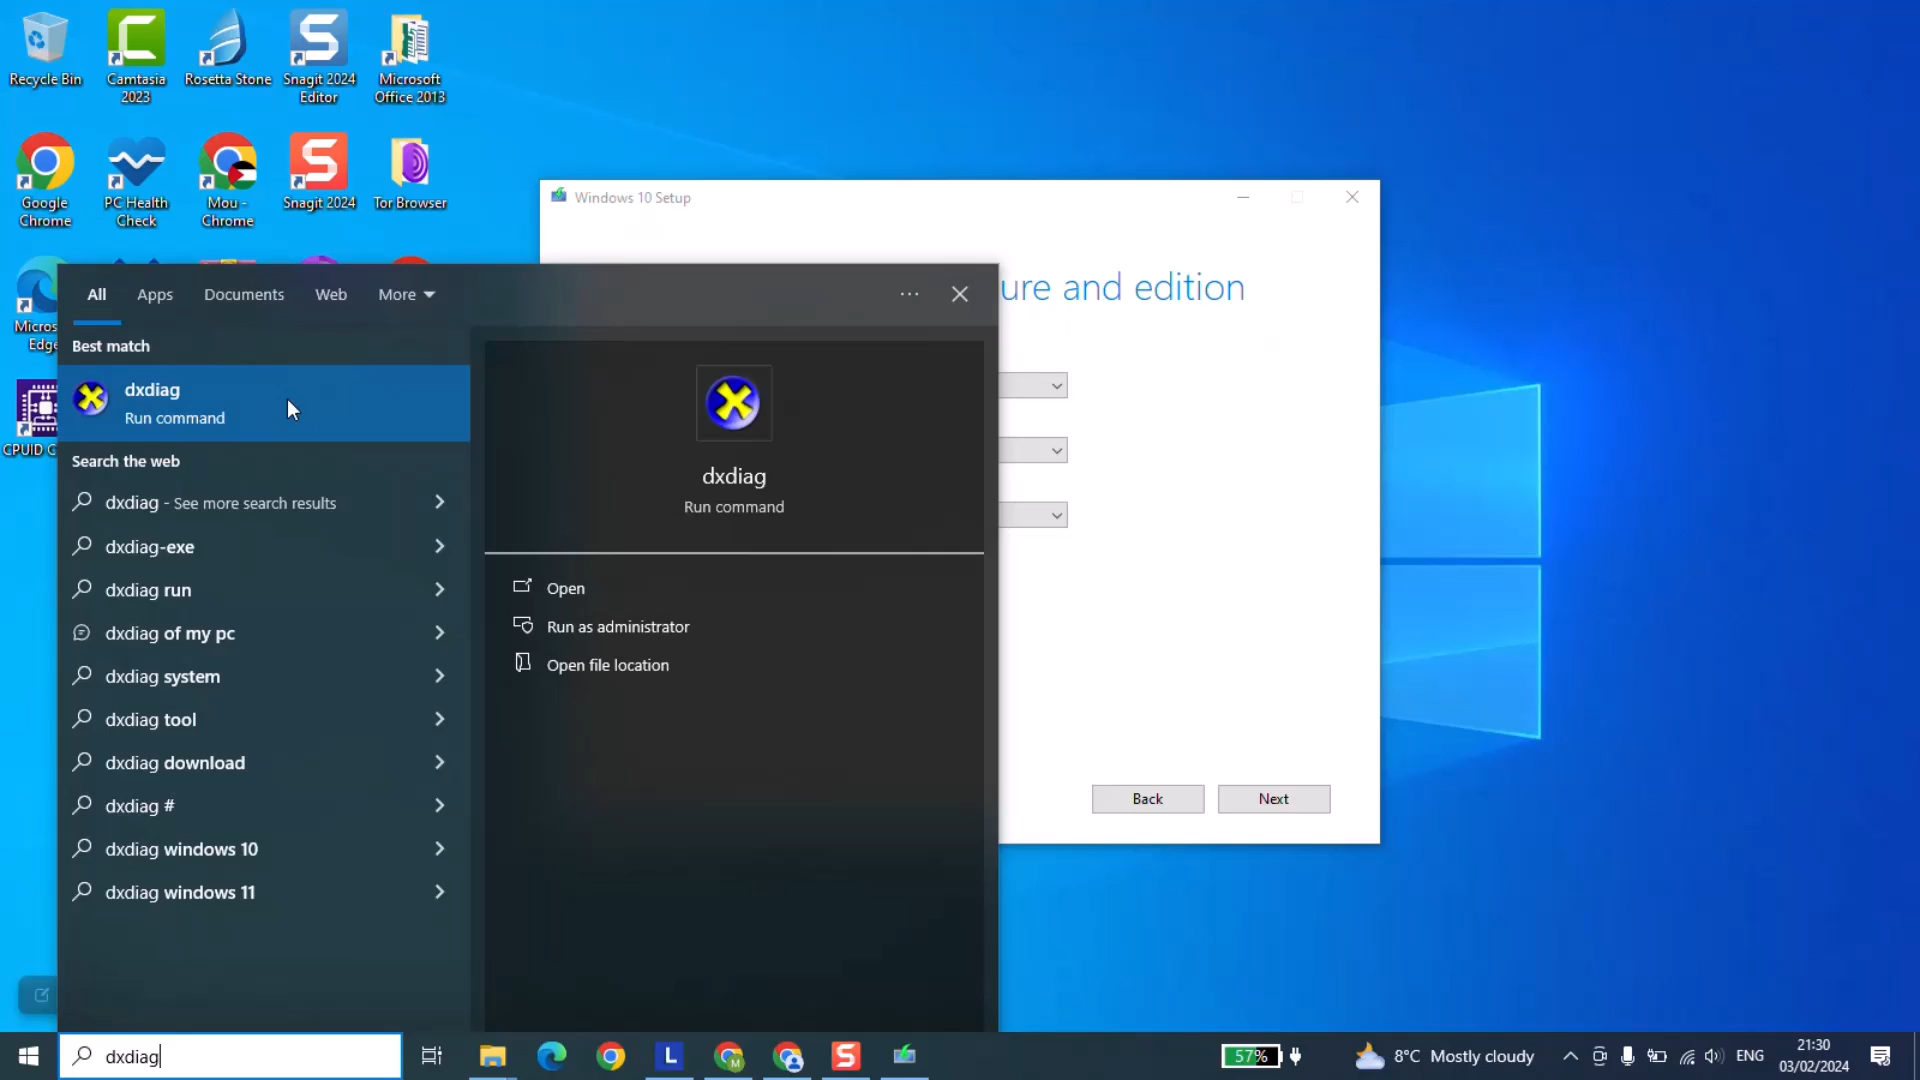 Recycle Bin
Camtasia
2023
Rosetta Stone
Snagit 2024
Editor
Microsoft
Office 2013
Google
Chrome
PC Health
Check
Mou -
Chrome
Snagit 2024
Tor Browser
Windows 10 Setup
ure and edition
Back
Next
Micros
Edge
CPUID C
All
Apps
Documents
Web
More
Best match
dxdiag
Run command
Search the web
dxdiag - See more search results
dxdiag-exe
dxdiag run
dxdiag of my pc
dxdiag system
dxdiag tool
dxdiag download
dxdiag #
dxdiag windows 10
dxdiag windows 11
dxdiag
Run command
Open
Run as administrator
Open file location
dxdiag
57%
8°C Mostly cloudy
ENG
21:30
03/02/2024